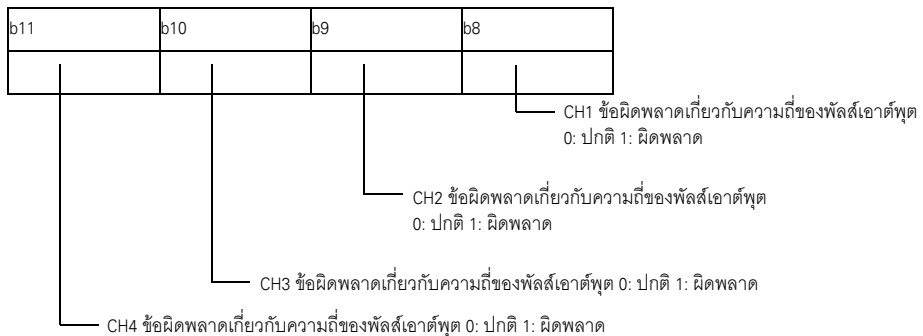 b11 b10 b9 b8
CH1 ข้อผิดพลาดเกี่ยวกับความถี่ของพัลส์เอาต์พุต
0: ปกติ 1: ผิดพลาด
CH2 ข้อผิดพลาดเกี่ยวกับความถี่ของพัลส์เอาต์พุต
0: ปกติ 1: ผิดพลาด
CH3 ข้อผิดพลาดเกี่ยวกับความถี่ของพัลส์เอาต์พุต 0: ปกติ 1: ผิดพลาด
CH4 ข้อผิดพลาดเกี่ยวกับความถี่ของพัลส์เอาต์พุต 0: ปกติ 1: ผิดพลาด